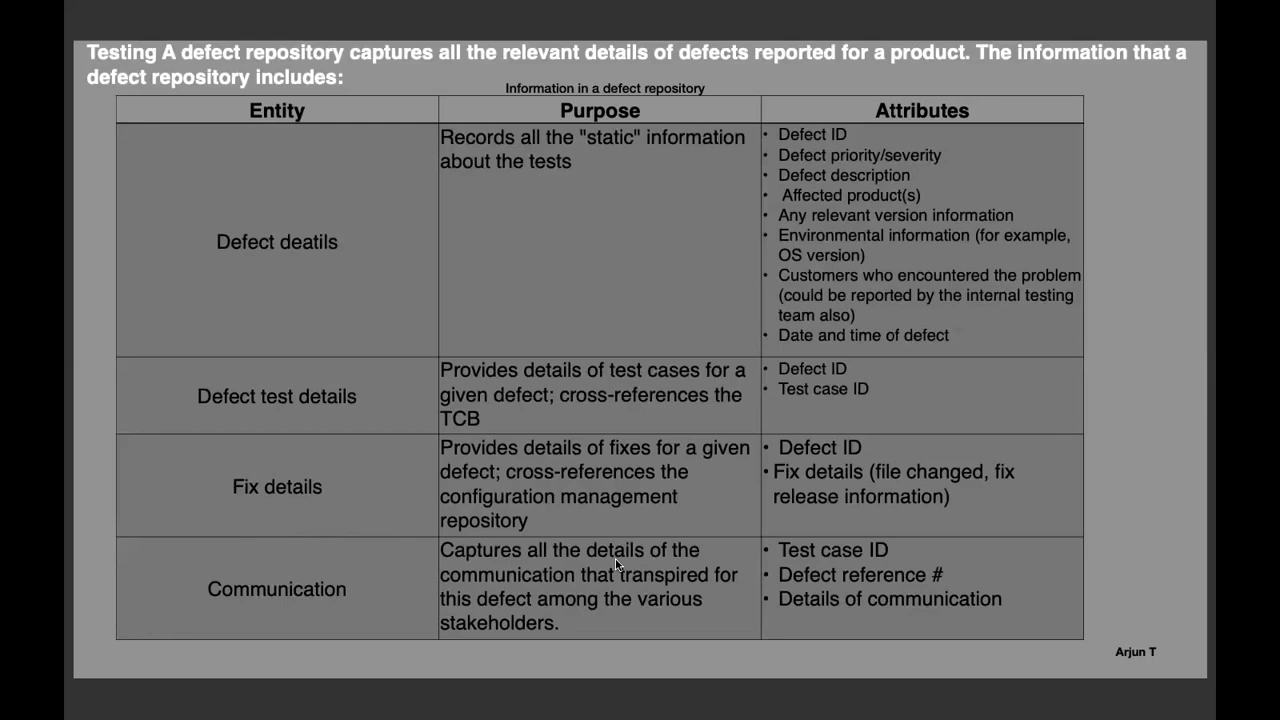 Testing A defect repository captures all the relevant details of defects reported for a product. The information that a
defect repository includes:
Information in a defect repository
Entity
Purpose
Attributes
Defect deatils
Records all the "static" information
about the tests
• Defect ID
• Defect priority/severity
• Defect description
• Affected product(s)
• Any relevant version information
• Environmental information (for example,
OS version)
• Customers who encountered the problem
(could be reported by the internal testing
team also)
• Date and time of defect
Defect test details
Provides details of test cases for a
given defect; cross-references the
TCB
• Defect ID
• Test case ID
Fix details
Provides details of fixes for a given
defect; cross-references the
configuration management
repository
• Defect ID
• Fix details (file changed, fix
release information)
Communication
Captures all the details of the
communication that transpired for
this defect among the various
stakeholders.
• Test case ID
• Defect reference #
• Details of communication
Arjun T